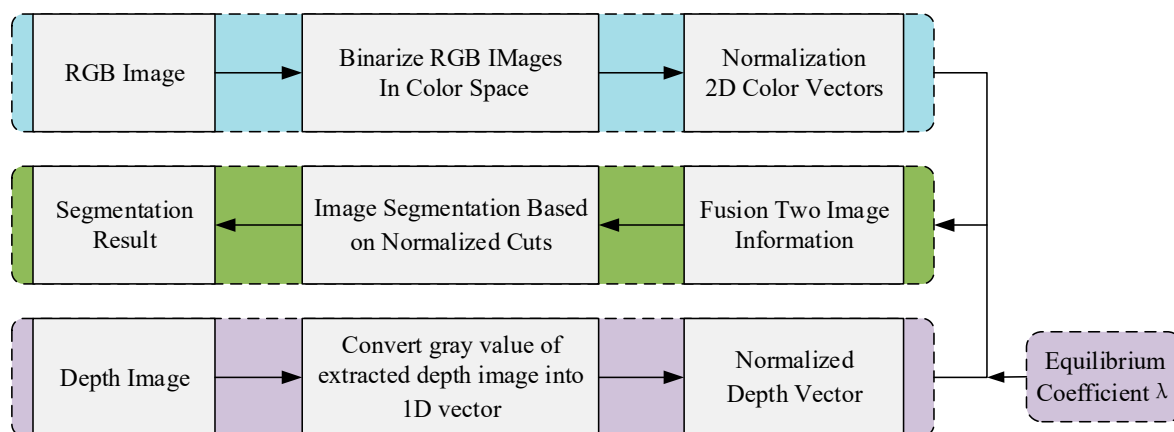 RGB Image
Binarize RGB IMages
In Color Space
Normalization
2D Color Vectors
Segmentation
Result
Image Segmentation Based
on Normalized Cuts
Fusion Two Image
Information
Depth Image
Convert gray value of
extracted depth image into
1D vector
Normalized
Depth Vector
Equilibrium
Coefficient λ